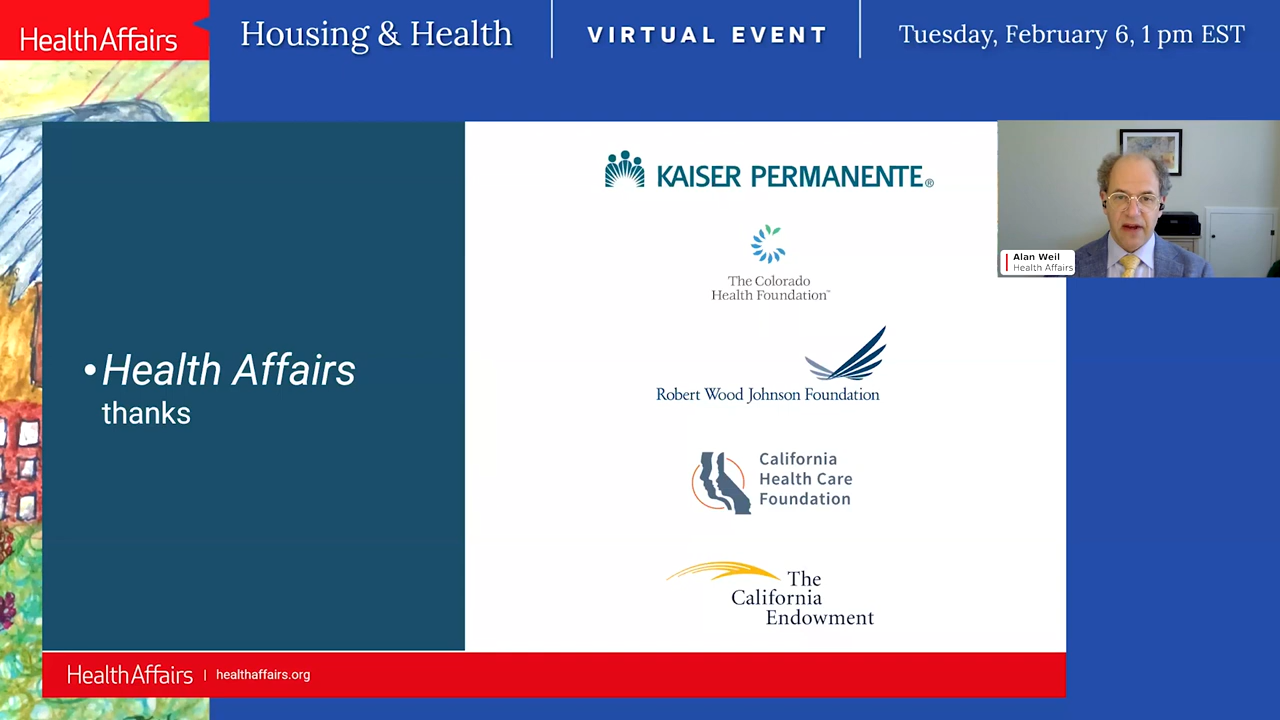 HealthAffairs
Housing & Health
VIRTUAL EVENT
Tuesday, February 6, 1 pm EST
KAISER PERMANENTE®
The Colorado
Health Foundation™
Robert Wood Johnson Foundation
California
Health Care
Foundation
The
California
Endowment
• Health Affairs
thanks
Alan Weil
Health Affairs
HealthAffairs | healthaffairs.org